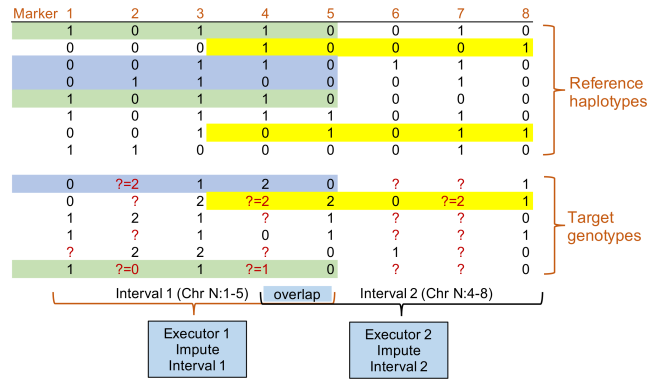 Marker 1 2 3 4 5 6 7 8
1 0 1 1 0 0 1 0
0 0 0 1 0 0 0 1
0 0 1 1 0 1 1 0
0 1 1 0 0 0 1 0
1 0 1 1 0 0 0 0
1 0 1 1 1 0 1 0
0 0 1 0 1 0 1 1
1 1 0 0 0 0 1 0
Reference
haplotypes
0 ?=2 1 2 0 ? ? 1
0 ? 2 ?=2 2 0 ?=2 1
1 2 1 ? 1 ? ? 0
1 ? 0 1 1 ? ? 1
? 2 2 ? 0 1 ? 0
1 ?=0 1 ?=1 0 ? ? 0
Target
genotypes
Interval 1 (Chr N:1-5) overlap Interval 2 (Chr N:4-8)
Executor 1
Impute
Interval 1
Executor 2
Impute
Interval 2